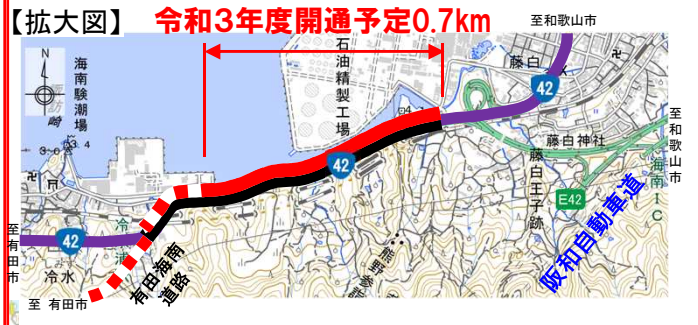 【拡大図】
令和3年度開通予定0.7km
至和歌山市
N
海南験潮場
石油精製工場
藤白
42
藤白神社
至和歌山市
藤白王子跡
海南IC
E42
阪和自動車道
42
至有田市
42
冷水
有田海南道路
至 有田市